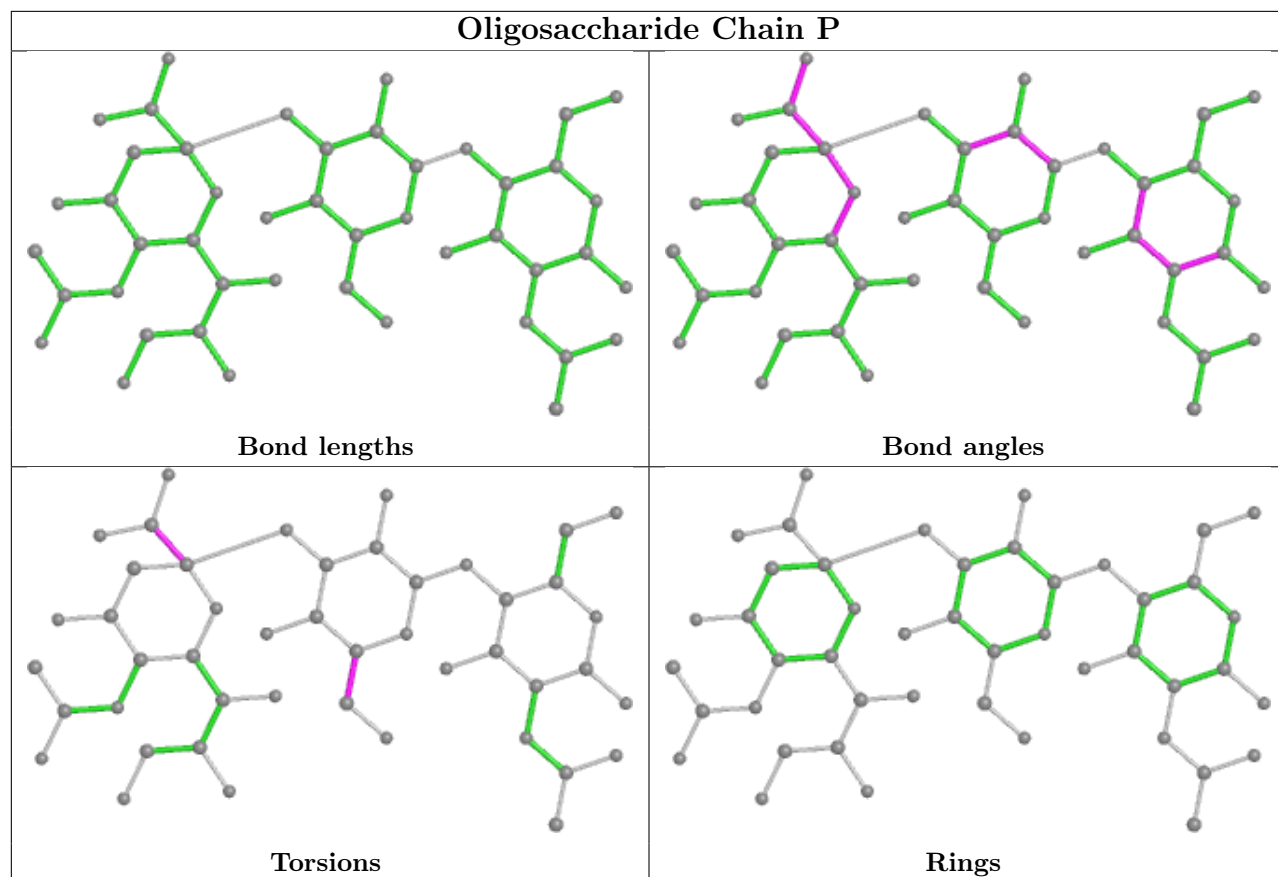 Oligosaccharide Chain P
Bond lengths
Bond angles
Torsions
Rings